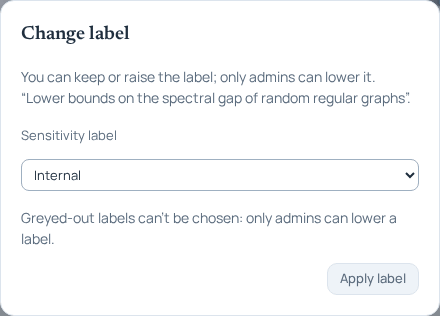 Change label
You can keep or raise the label; only admins can lower it.
“Lower bounds on the spectral gap of random regular graphs”.
Sensitivity label
Internal
Greyed-out labels can't be chosen: only admins can lower a
label.
Apply label